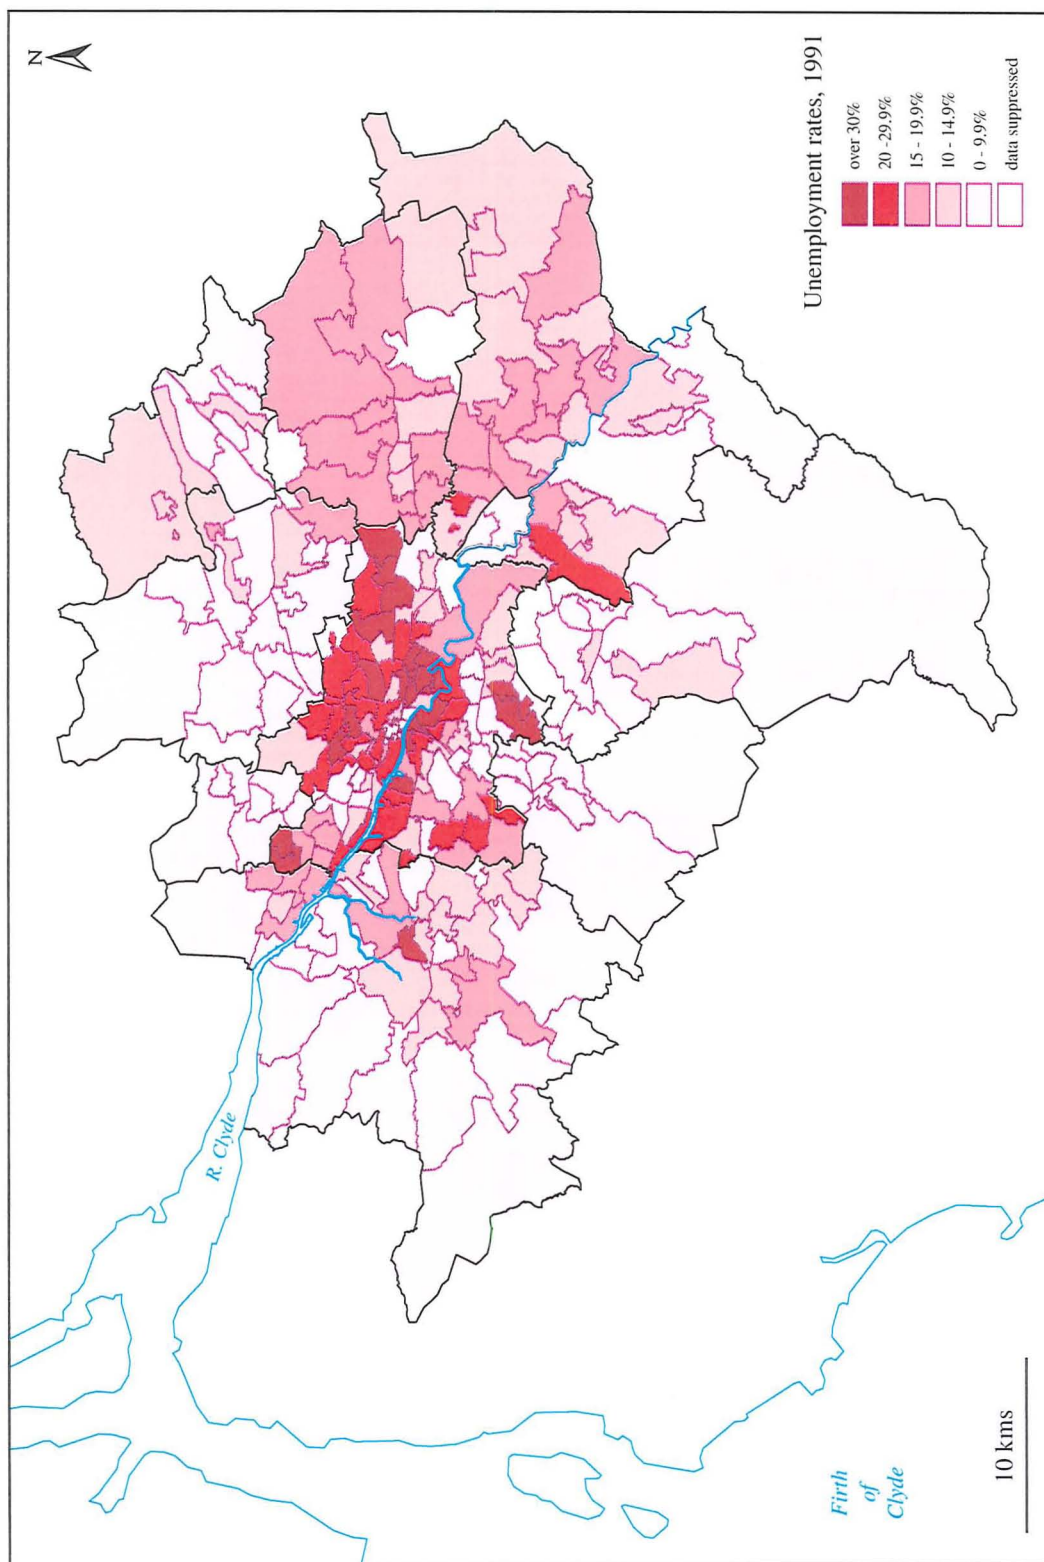 N
Unemployment rates, 1991
over 30%
20 -29.9%
15 - 19.9%
10 - 14.9%
0 - 9.9%
data suppressed
R. Clyde
Firth
of
Clyde
10 kms